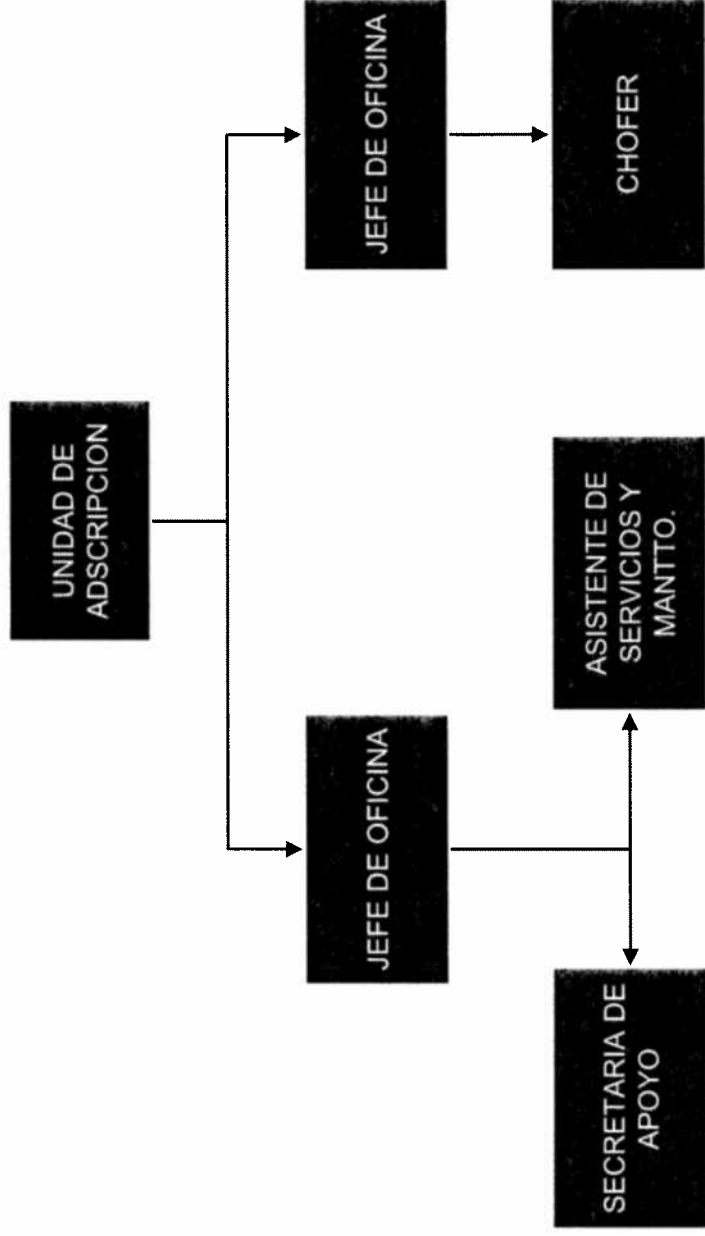 UNIDAD DE
ADSCRIPCION
JEFE DE OFICINA
JEFE DE OFICINA
SECRETARIA DE
APOYO
ASISTENTE DE
SERVICIOS Y
MANTTO.
CHOFER